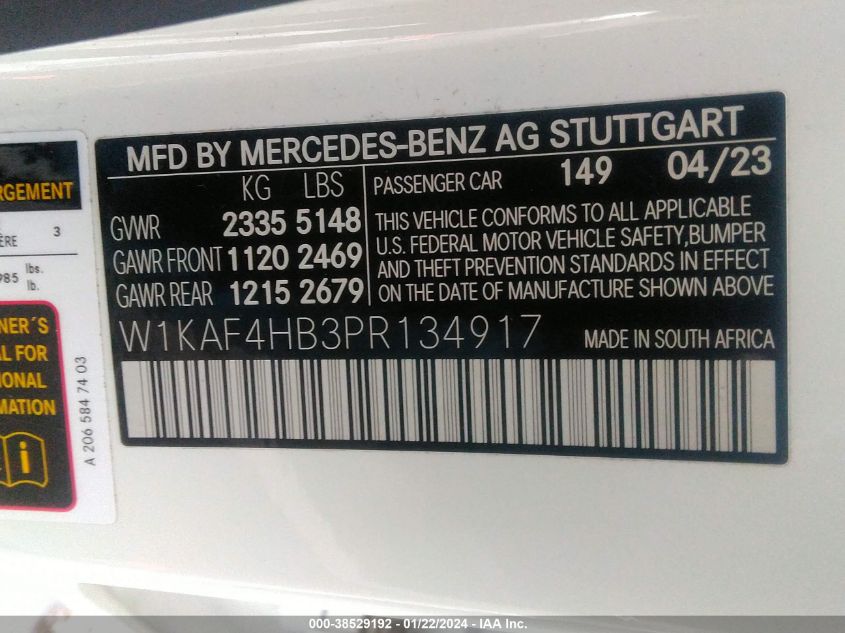 MFD BY MERCEDES-BENZ AG STUTTGART
KG LBS
GVWR 2335 5148
GAWR FRONT 1120 2469
GAWR REAR 1215 2679
PASSENGER CAR 149 04/23
THIS VEHICLE CONFORMS TO ALL APPLICABLE
U.S. FEDERAL MOTOR VEHICLE SAFETY,BUMPER
AND THEFT PREVENTION STANDARDS IN EFFECT
ON THE DATE OF MANUFACTURE SHOWN ABOVE
W1KAF4HB3PR134917 MADE IN SOUTH AFRICA
RGEMENT
ÈRE 3
985 lbs.
lb.
NER´S
AL FOR
IONAL
MATION
i
A 206 584 74 03
000-38529192 - 01/22/2024 - IAA Inc.